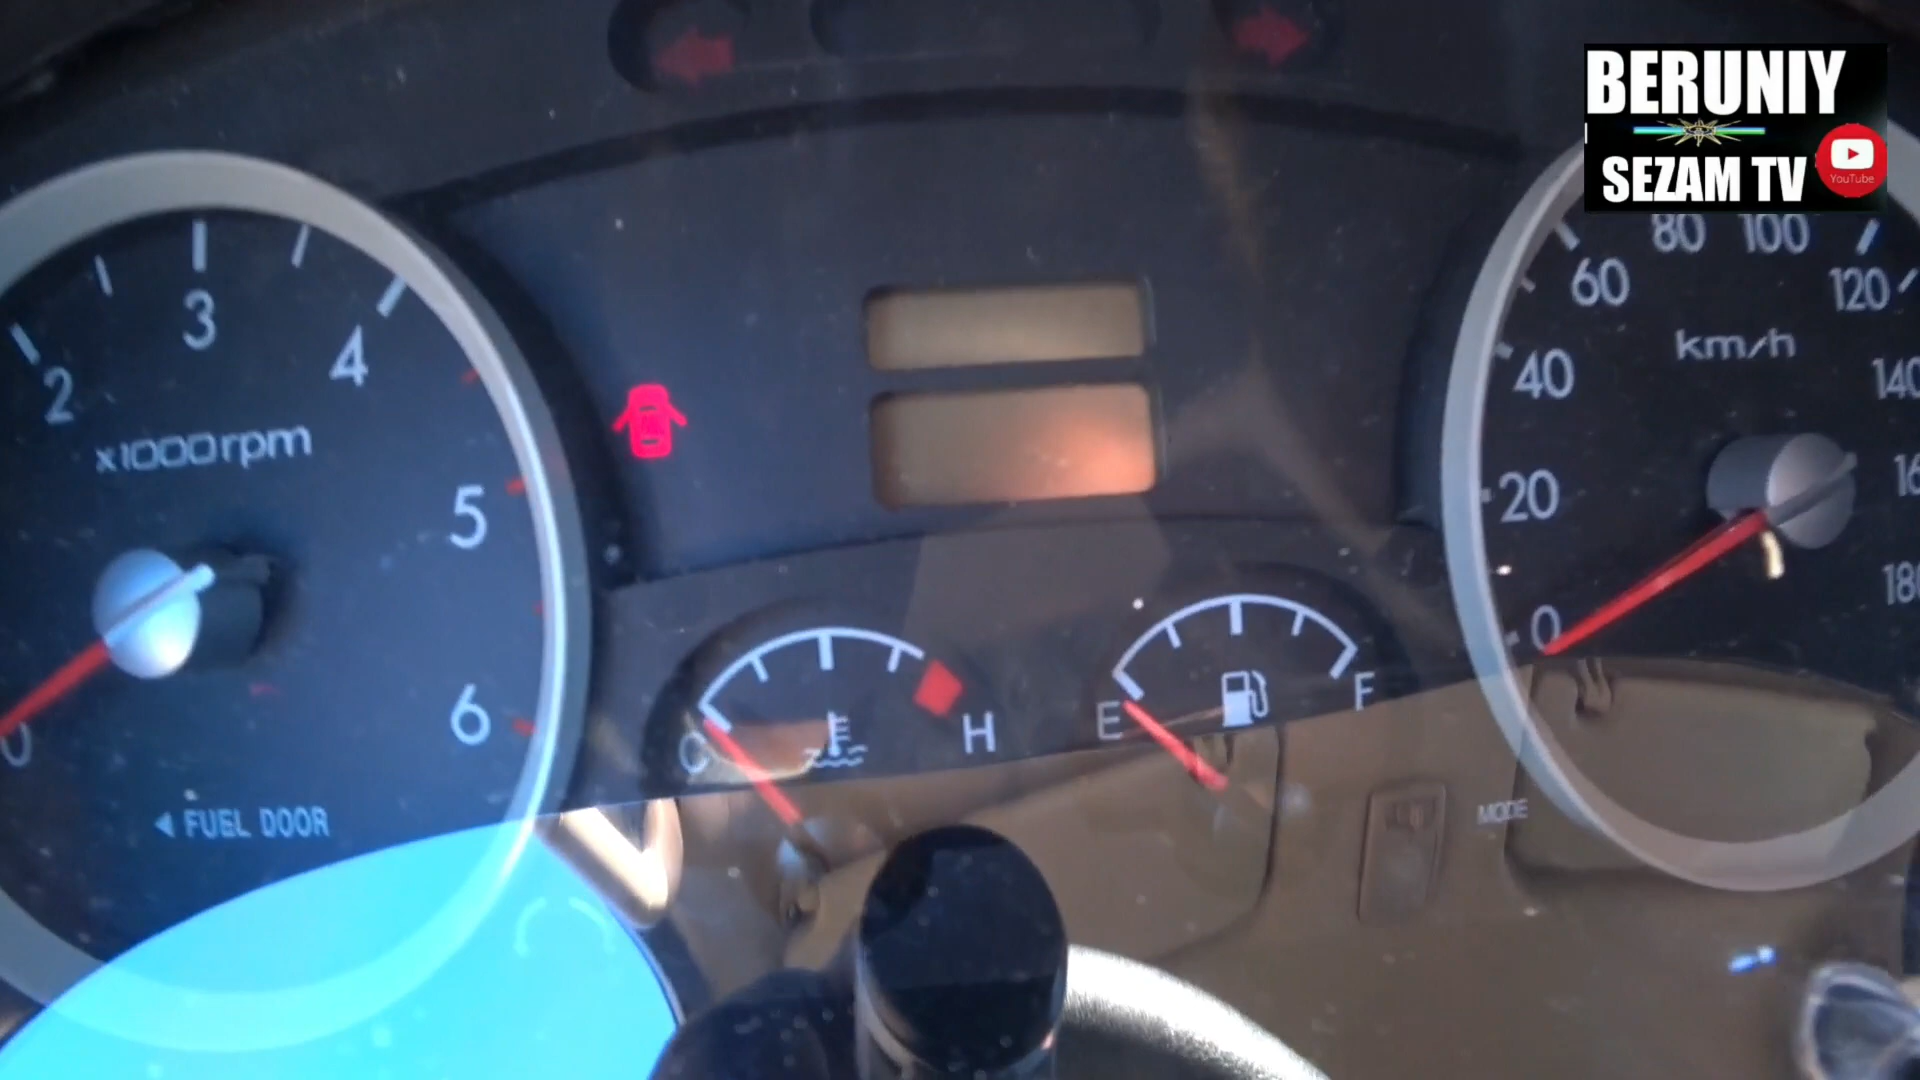 BERUNIY
SEZAM TV
YouTube
2
3
4
5
6
0
x1000rpm
◄ FUEL DOOR
C
H
E
F
MODE
0
20
40
60
80
100
120
140
180
km/h